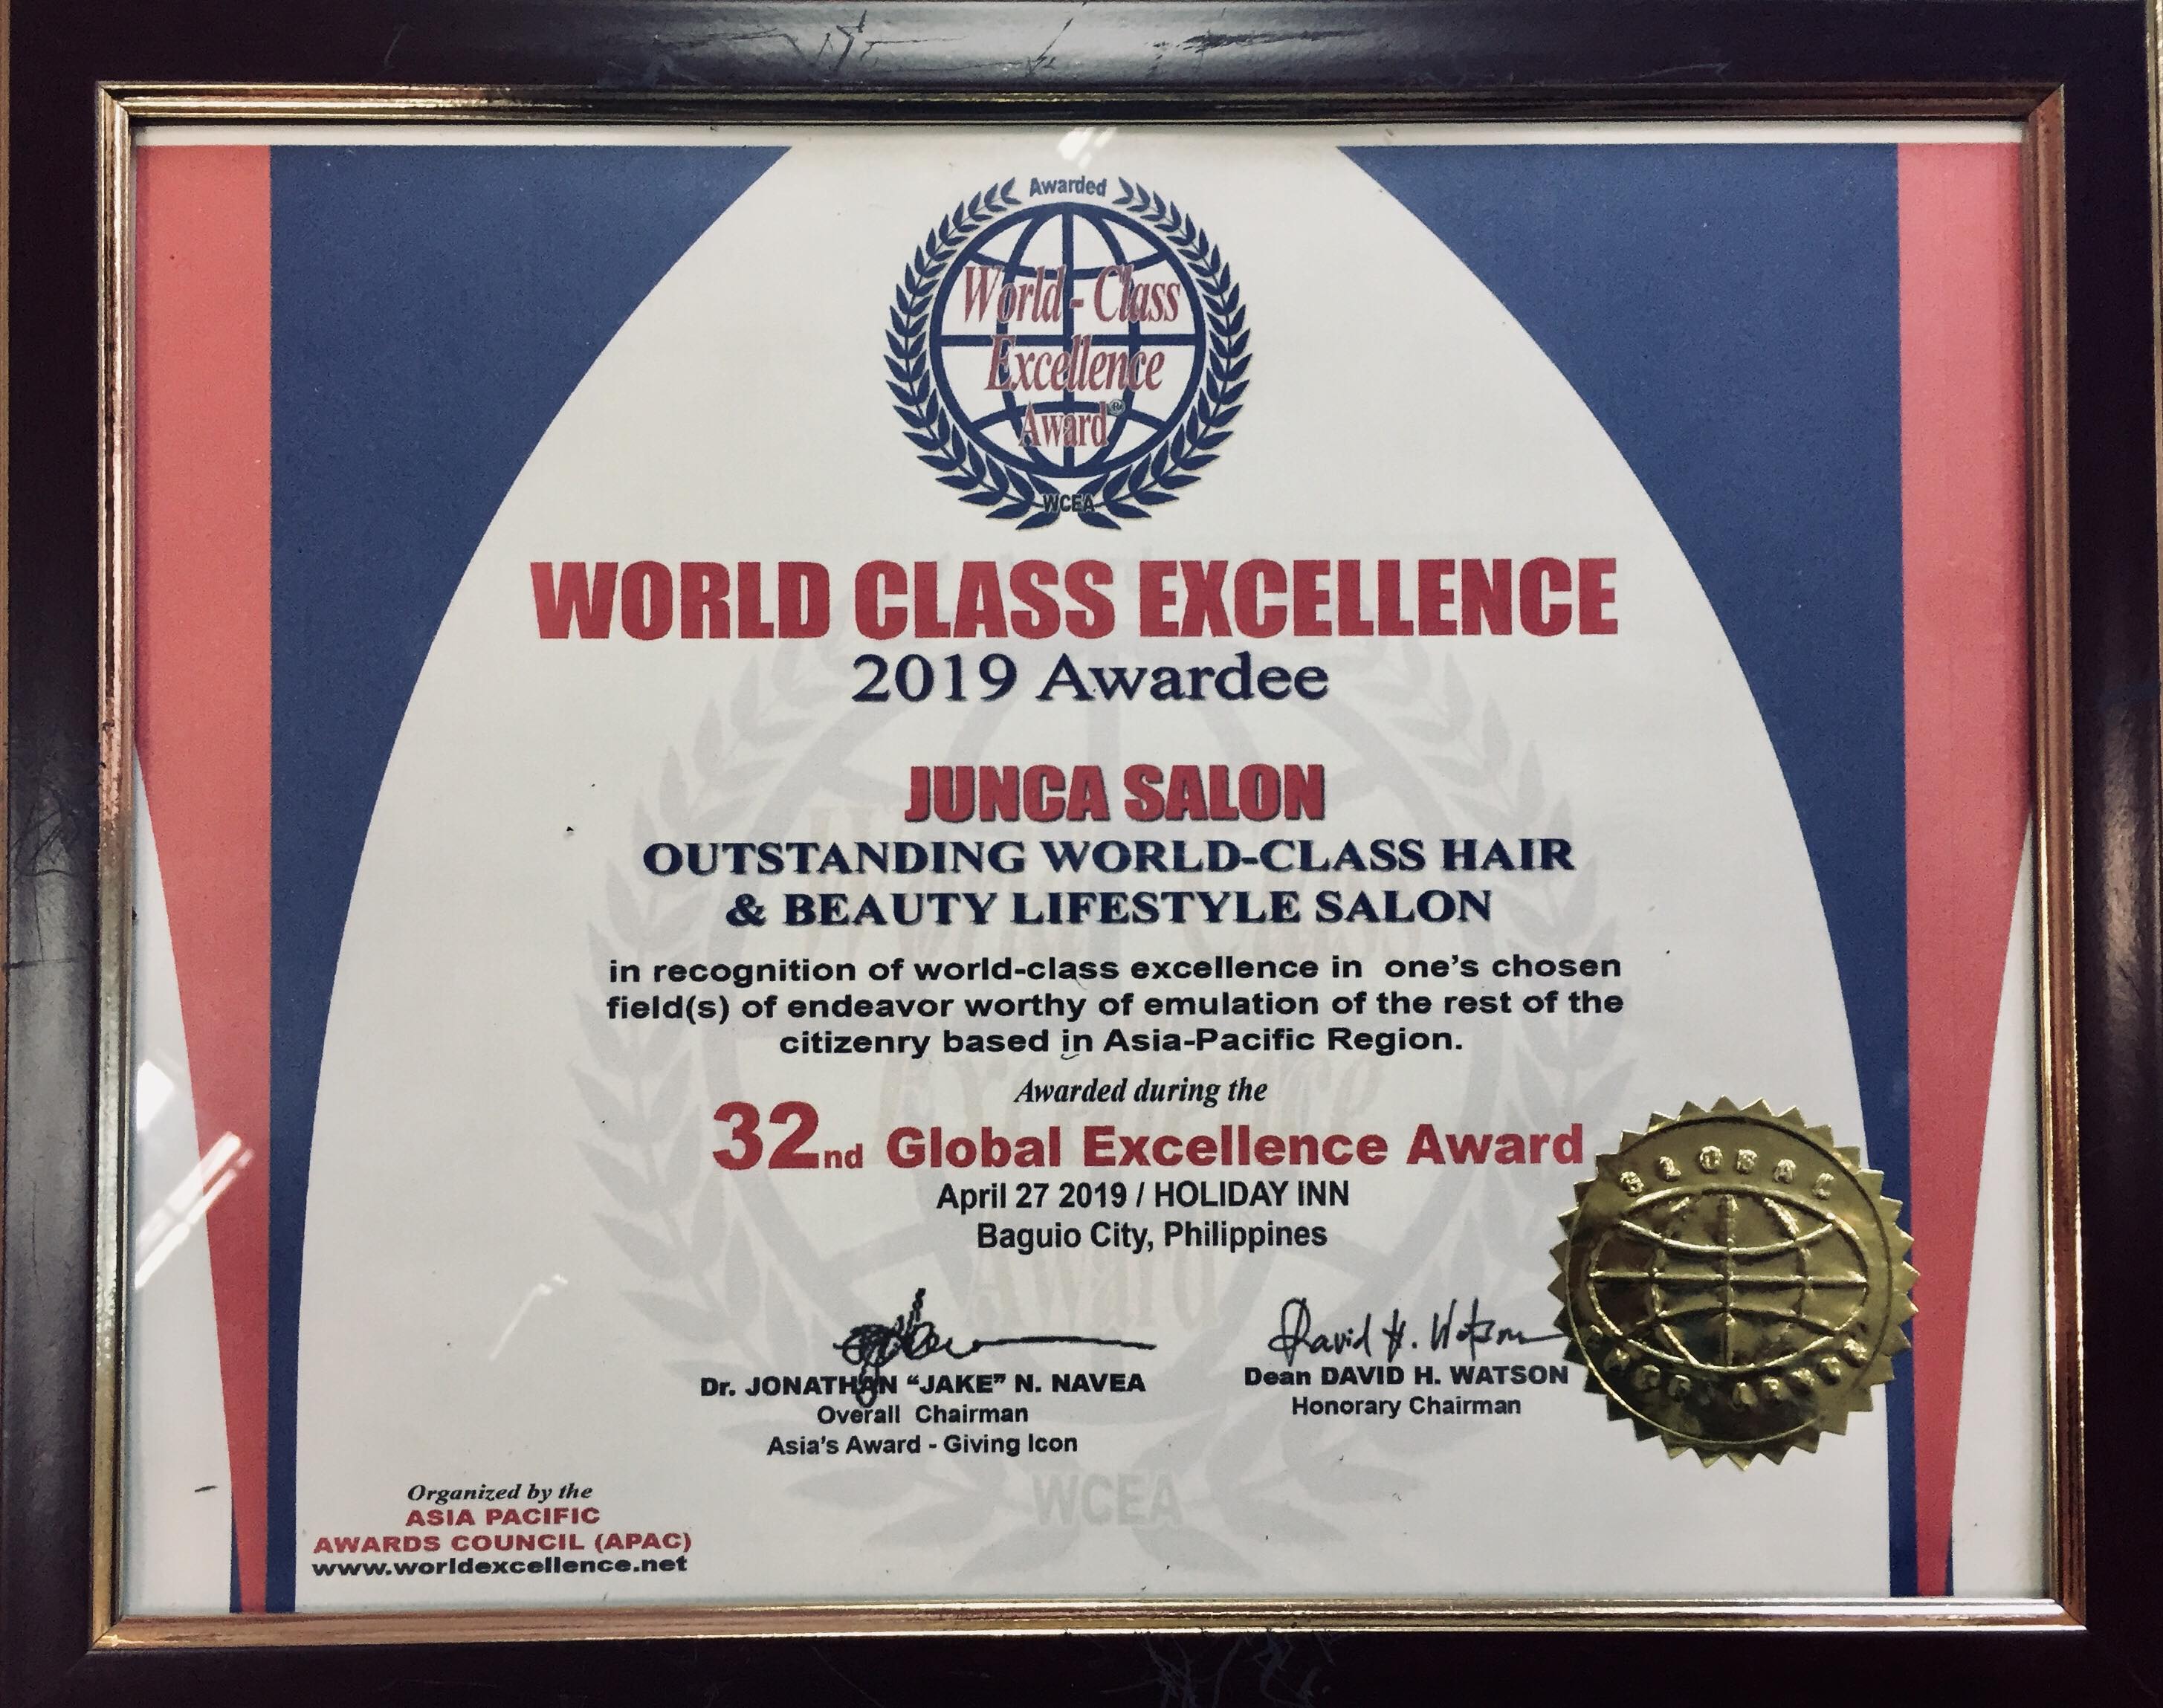 Awarded
World-Class
Excellence
Award®
WCEA
WORLD CLASS EXCELLENCE
2019 Awardee
JUNCA SALON
OUTSTANDING WORLD-CLASS HAIR
& BEAUTY LIFESTYLE SALON
in recognition of world-class excellence in one's chosen
field(s) of endeavor worthy of emulation of the rest of the
citizenry based in Asia-Pacific Region.
Awarded during the
32nd Global Excellence Award
April 27 2019 / HOLIDAY INN
Baguio City, Philippines
David H. Watson
Dr. JONATHAN “JAKE” N. NAVEA
Overall Chairman
Asia's Award - Giving Icon
Dean DAVID H. WATSON
Honorary Chairman
GLOBAL
WCEA
Organized by the
ASIA PACIFIC
AWARDS COUNCIL (APAC)
www.worldexcellence.net